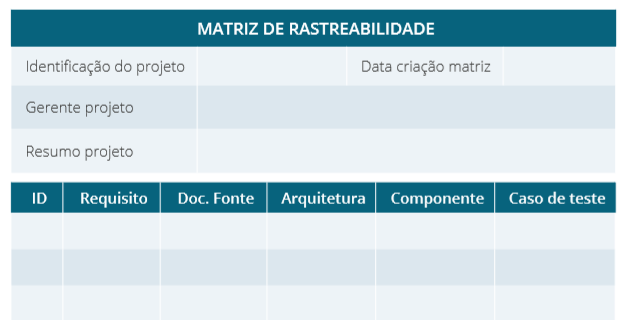 MATRIZ DE RASTREABILIDADE
Identificação do projeto Data criação matriz
Gerente projeto
Resumo projeto
ID Requisito Doc. Fonte Arquitetura Componente Caso de teste